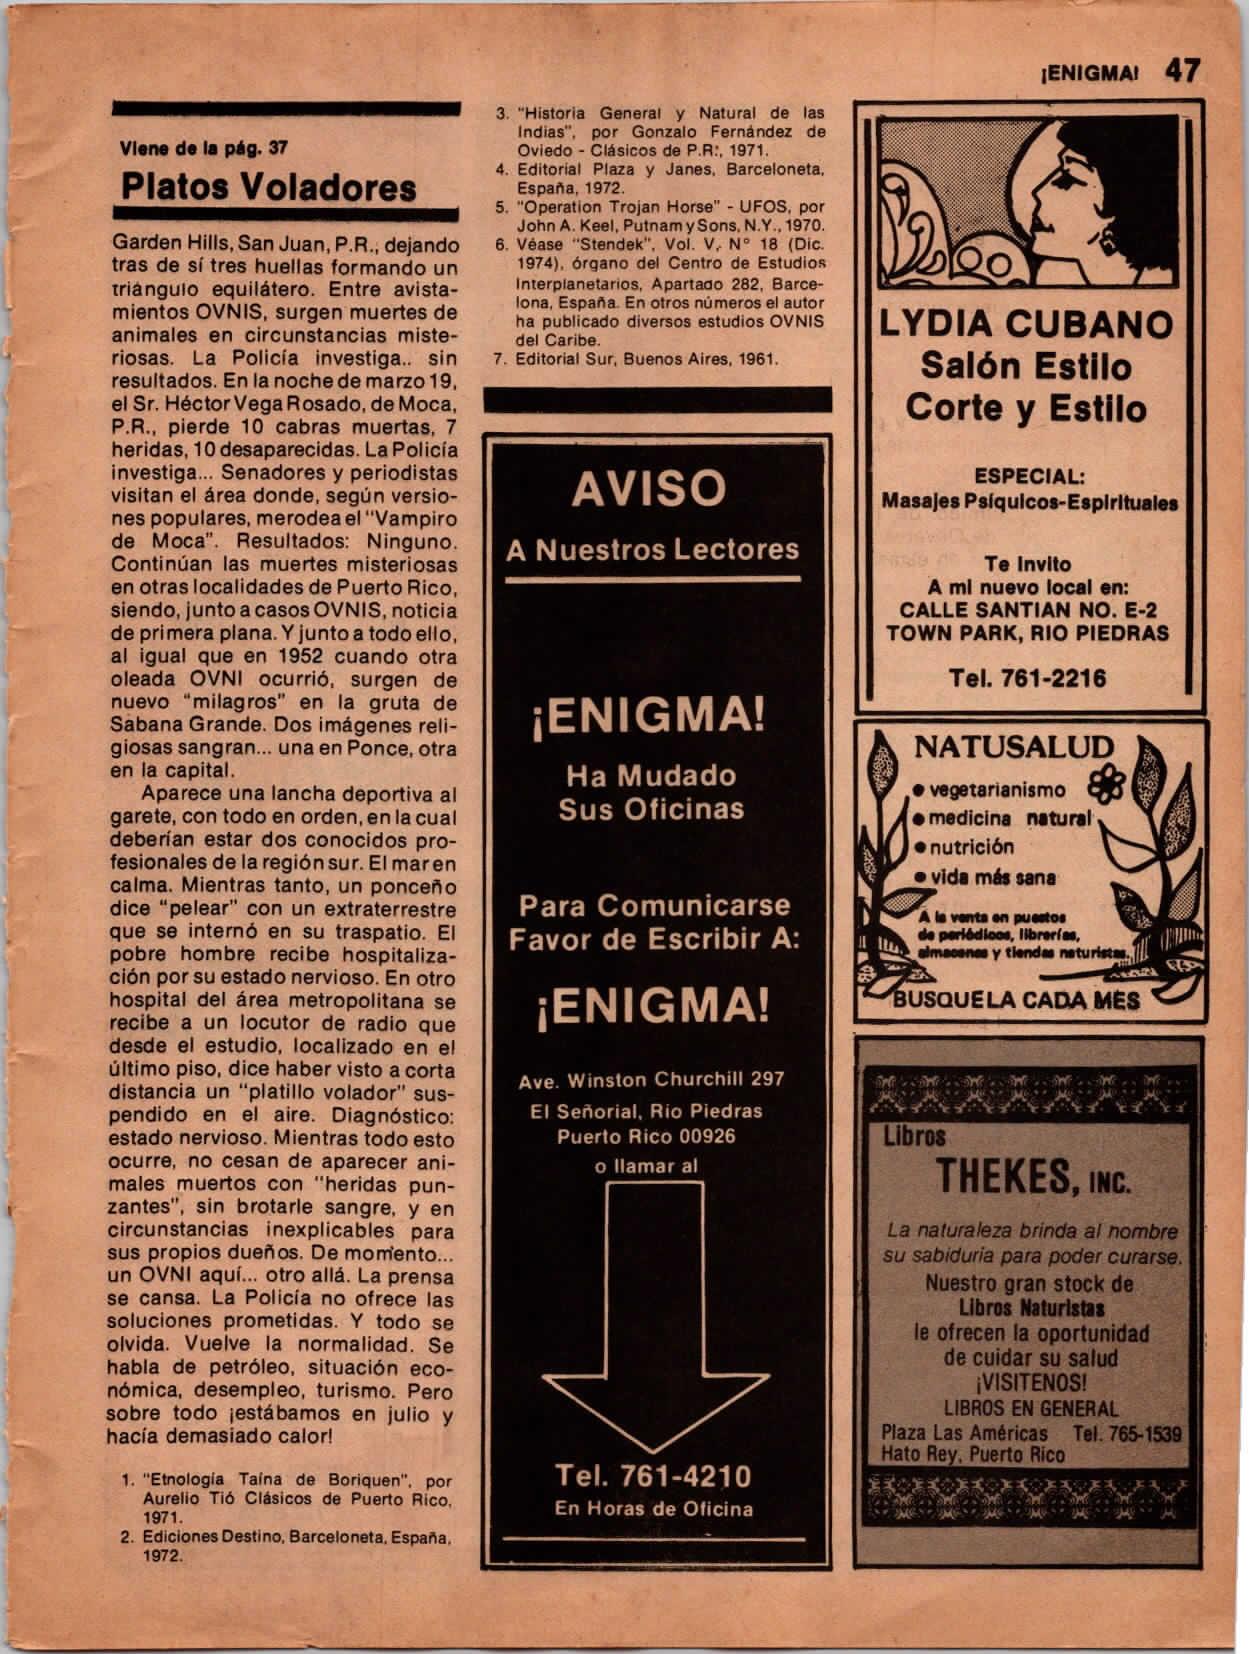 ¡ENIGMA! 47
Viene de la pág. 37
Platos Voladores
Garden Hills, San Juan, P.R., dejando
tras de sí tres huellas formando un
triángulo equilátero. Entre avista-
mientos OVNIS, surgen muertes de
animales en circunstancias miste-
riosas. La Policía investiga.. sin
resultados. En la noche de marzo 19,
el Sr. Héctor Vega Rosado, de Moca,
P.R., pierde 10 cabras muertas, 7
heridas, 10 desaparecidas. La Policía
investiga... Senadores y periodistas
visitan el área donde, según versio-
nes populares, merodea el "Vampiro
de Moca". Resultados: Ninguno.
Continúan las muertes misteriosas
en otras localidades de Puerto Rico,
siendo, junto a casos OVNIS, noticia
de primera plana. Y junto a todo ello,
al igual que en 1952 cuando otra
oleada OVNI ocurrió, surgen de
nuevo "milagros" en la gruta de
Sabana Grande. Dos imágenes reli-
giosas sangran... una en Ponce, otra
en la capital.
Aparece una lancha deportiva al
garete, con todo en orden, en la cual
deberían estar dos conocidos pro-
fesionales de la región sur. El mar en
calma. Mientras tanto, un ponceño
dice "pelear" con un extraterrestre
que se internó en su traspatio. El
pobre hombre recibe hospitaliza-
ción por su estado nervioso. En otro
hospital del área metropolitana se
recibe a un locutor de radio que
desde el estudio, localizado en el
último piso, dice haber visto a corta
distancia un "platillo volador" sus-
pendido en el aire. Diagnóstico:
estado nervioso. Mientras todo esto
ocurre, no cesan de aparecer ani-
males muertos con "heridas pun-
zantes", sin brotarle sangre, y en
circunstancias inexplicables para
sus propios dueños. De momento...
un OVNI aquí... otro allá. La prensa
se cansa. La Policía no ofrece las
soluciones prometidas. Y todo se
olvida. Vuelve la normalidad. Se
habla de petróleo, situación eco-
nómica, desempleo, turismo. Pero
sobre todo ¡estábamos en julio y
hacía demasiado calor!
1. "Etnología Taína de Boriquen", por
Aurelio Tió Clásicos de Puerto Rico,
1971.
2. Ediciones Destino, Barceloneta, España,
1972.
3. "Historia General y Natural de las
Indias", por Gonzalo Fernández de
Oviedo - Clásicos de P.R., 1971.
4. Editorial Plaza y Janes, Barceloneta,
España, 1972.
5. "Operation Trojan Horse" - UFOS, por
John A. Keel, Putnam y Sons, N.Y., 1970.
6. Véase "Stendek", Vol. V, N° 18 (Dic.
1974), órgano del Centro de Estudios
Interplanetarios, Apartado 282, Barce-
lona, España. En otros números el autor
ha publicado diversos estudios OVNIS
del Caribe.
7. Editorial Sur, Buenos Aires, 1961.
AVISO
A Nuestros Lectores
¡ENIGMA!
Ha Mudado
Sus Oficinas
Para Comunicarse
Favor de Escribir A:
¡ENIGMA!
Ave. Winston Churchill 297
El Señorial, Rio Piedras
Puerto Rico 00926
o llamar al
Tel. 761-4210
En Horas de Oficina
LYDIA CUBANO
Salón Estilo
Corte y Estilo
ESPECIAL:
Masajes Psíquicos-Espirituales
Te Invito
A mi nuevo local en:
CALLE SANTIAN NO. E-2
TOWN PARK, RIO PIEDRAS
Tel. 761-2216
NATUSALUD
• vegetarianismo
• medicina natural
• nutrición
• vida más sana
A la venta en puestos
de periódicos, librerías,
almacenes y tiendas naturistas.
BUSQUELA CADA MES
Libros
THEKES, INC.
La naturaleza brinda al hombre
su sabiduria para poder curarse.
Nuestro gran stock de
Libros Naturistas
le ofrecen la oportunidad
de cuidar su salud
¡VISITENOS!
LIBROS EN GENERAL
Plaza Las Américas Tel. 765-1539
Hato Rey, Puerto Rico